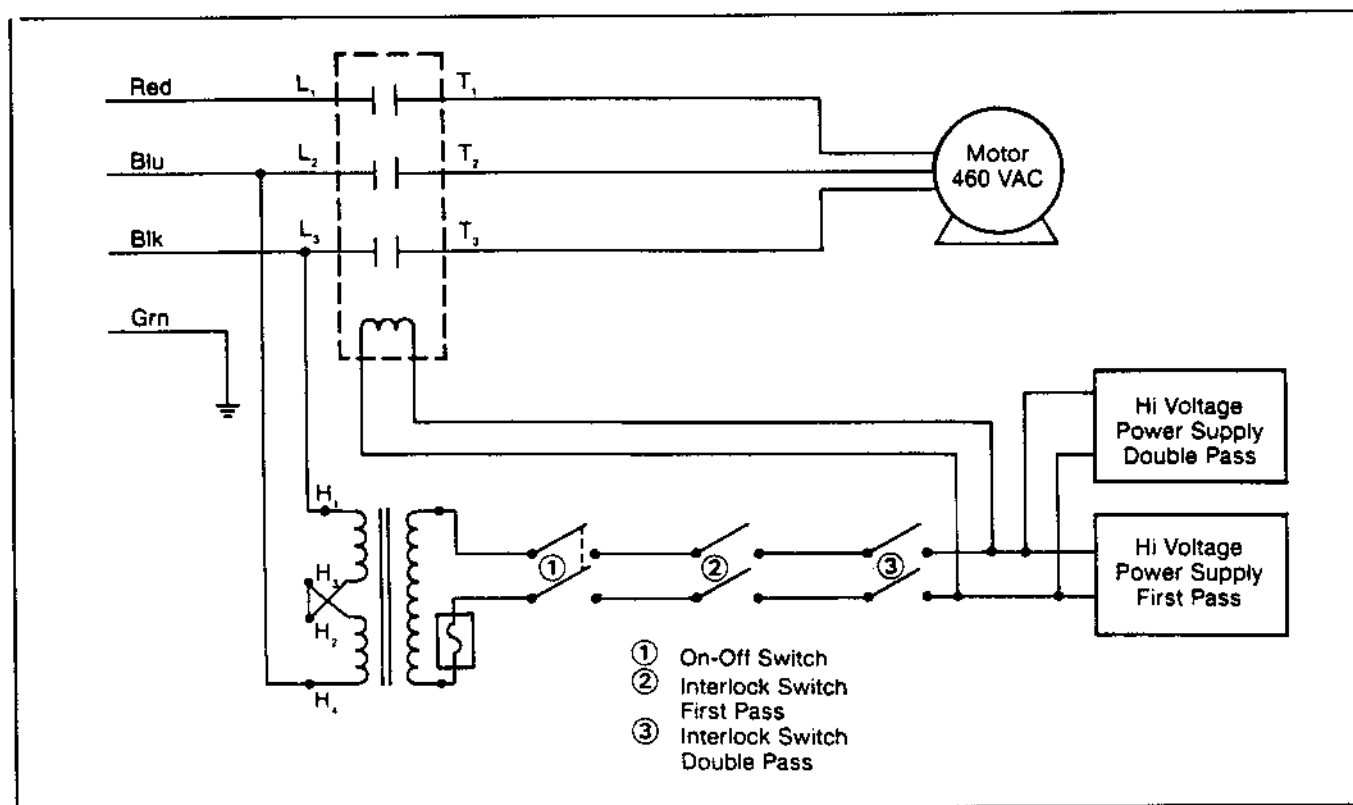 Red
L₁
T₁
Blu
L₂
T₂
Blk
L₃
T₃
Grn
Motor
460 VAC
Hi Voltage
Power Supply
Double Pass
H₁
H₃
H₂
H₄
①
②
③
Hi Voltage
Power Supply
First Pass
① On-Off Switch
② Interlock Switch
First Pass
③ Interlock Switch
Double Pass